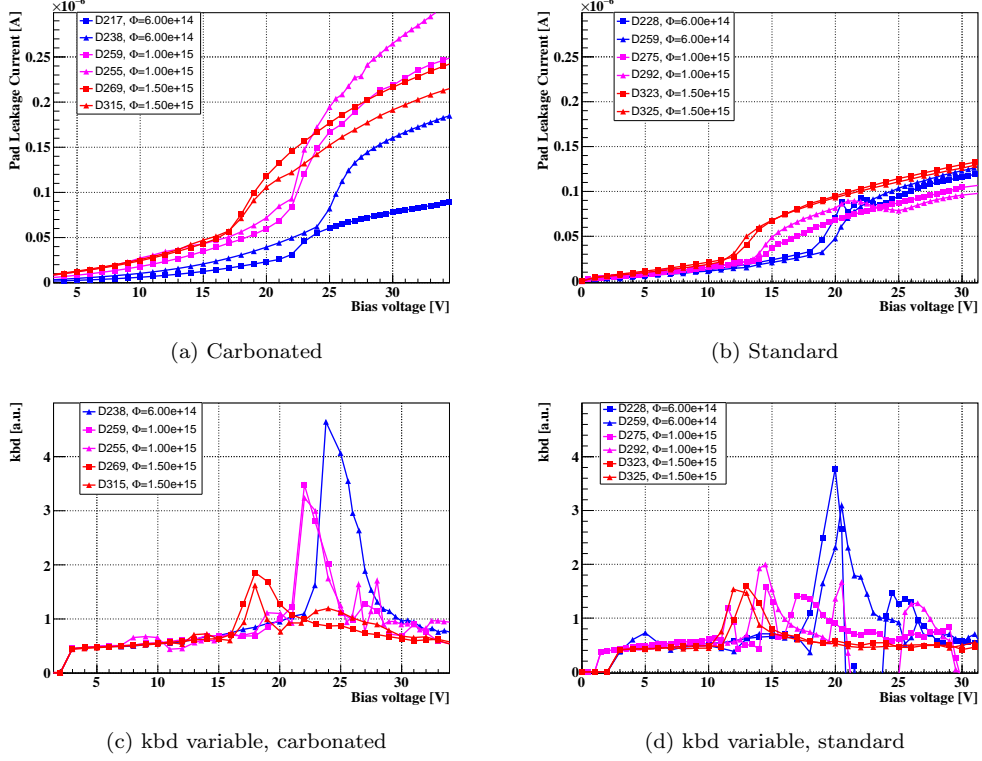 ×10⁻⁶
Pad Leakage Current [A]
D217, Φ=6.00e+14
D238, Φ=6.00e+14
D259, Φ=1.00e+15
D255, Φ=1.00e+15
D269, Φ=1.50e+15
D315, Φ=1.50e+15
0.25
0.2
0.15
0.1
0.05
0
5 10 15 20 25 30
Bias voltage [V]
(a) Carbonated
×10⁻⁶
Pad Leakage Current [A]
D228, Φ=6.00e+14
D259, Φ=6.00e+14
D275, Φ=1.00e+15
D292, Φ=1.00e+15
D323, Φ=1.50e+15
D325, Φ=1.50e+15
0.25
0.2
0.15
0.1
0.05
0
0 5 10 15 20 25 30
Bias voltage [V]
(b) Standard
kbd [a.u.]
D238, Φ=6.00e+14
D259, Φ=1.00e+15
D255, Φ=1.00e+15
D269, Φ=1.50e+15
D315, Φ=1.50e+15
4
3
2
1
0
5 10 15 20 25 30
Bias voltage [V]
(c) kbd variable, carbonated
kbd [a.u.]
D228, Φ=6.00e+14
D259, Φ=6.00e+14
D275, Φ=1.00e+15
D292, Φ=1.00e+15
D323, Φ=1.50e+15
D325, Φ=1.50e+15
4
3
2
1
0
0 5 10 15 20 25 30
Bias voltage [V]
(d) kbd variable, standard